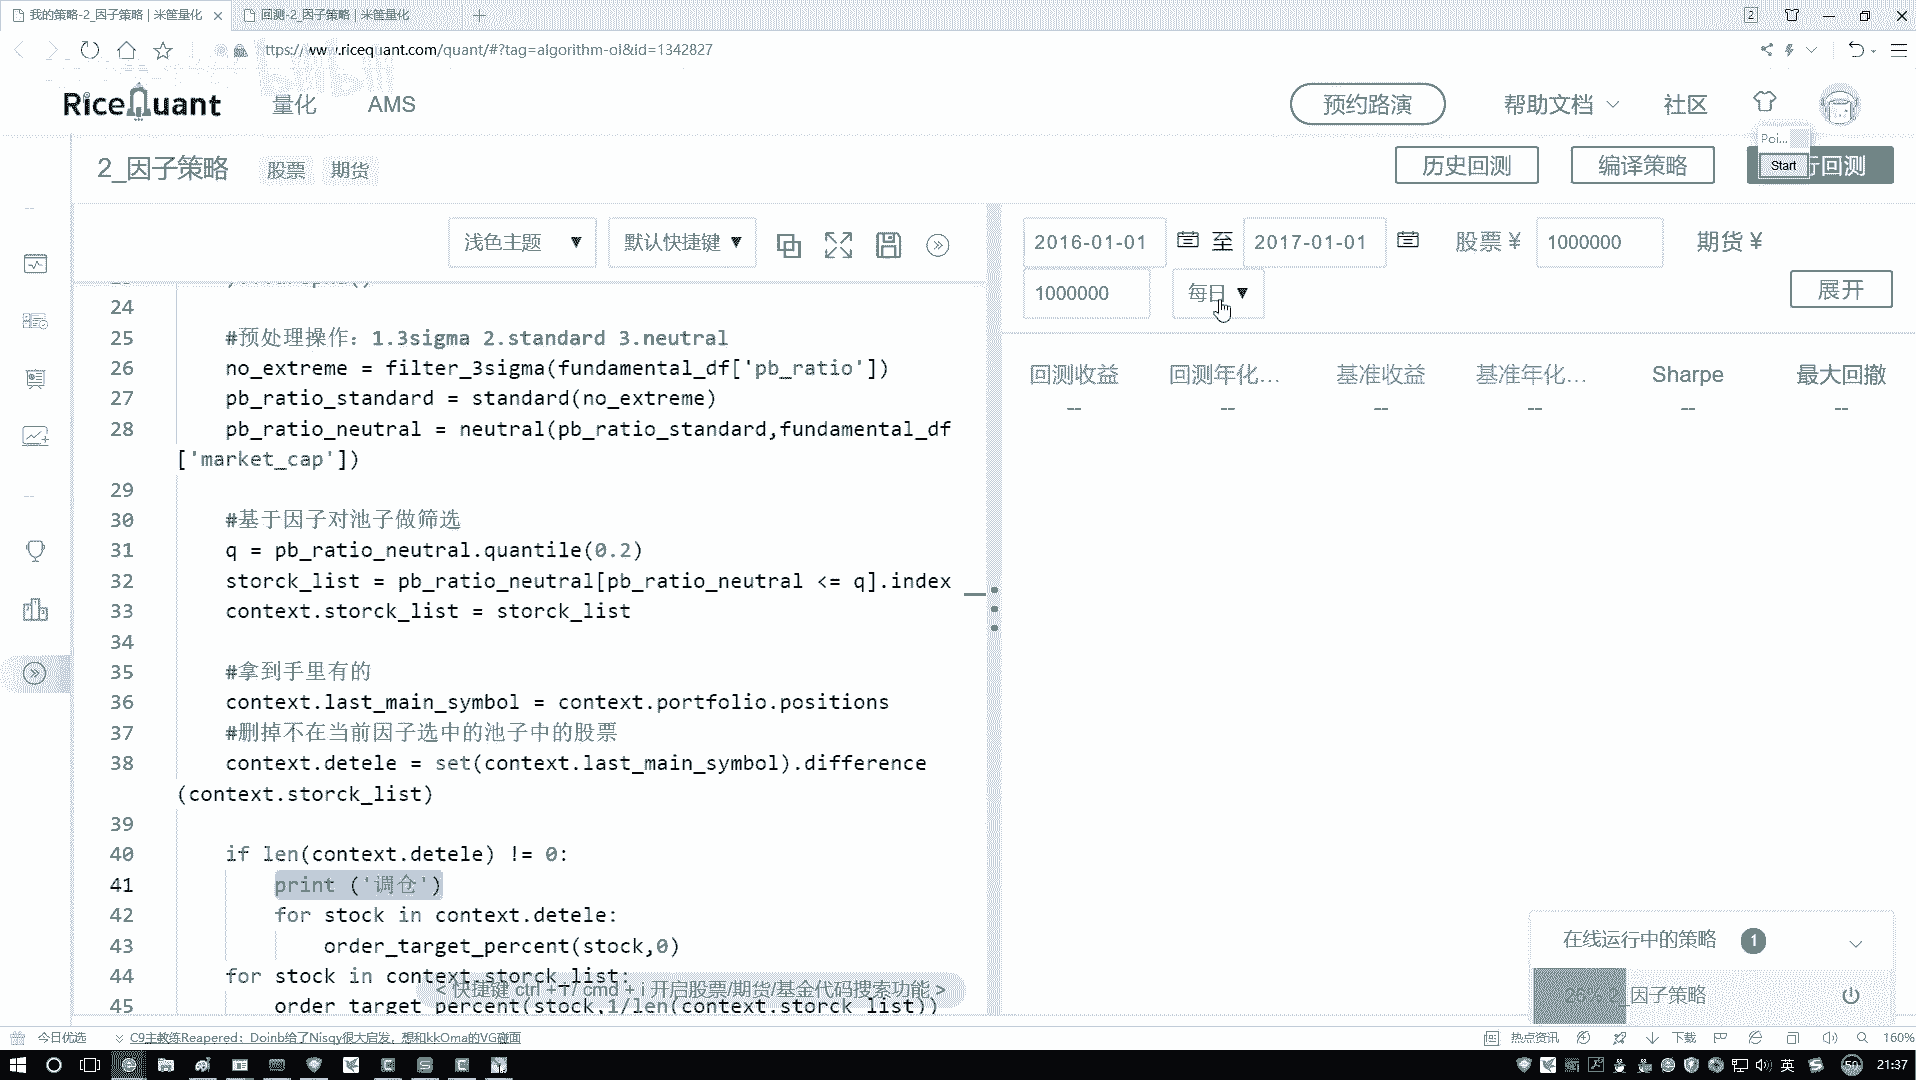 我的策略-2_因子策略 | 米筐量化
回测-2_因子策略 | 米筐量化
2
ttps://www.ricequant.com/quant/#?tag=algorithm-ol&id=1342827
RiceQuant
量化
AMS
预约路演
帮助文档
社区
Poi...
Start
2_因子策略
股票
期货
历史回测
编译策略
行回测
浅色主题
默认快捷键
2016-01-01
至
2017-01-01
股票 ¥
1000000
期货 ¥
1000000
每日
展开
24
25 #预处理操作：1.3sigma 2.standard 3.neutral
26 no_extreme = filter_3sigma(fundamental_df['pb_ratio'])
27 pb_ratio_standard = standard(no_extreme)
28 pb_ratio_neutral = neutral(pb_ratio_standard,fundamental_df
['market_cap'])
29
30 #基于因子对池子做筛选
31 q = pb_ratio_neutral.quantile(0.2)
32 storck_list = pb_ratio_neutral[pb_ratio_neutral <= q].index
33 context.storck_list = storck_list
34
35 #拿到手里有的
36 context.last_main_symbol = context.portfolio.positions
37 #删掉不在当前因子选中的池子中的股票
38 context.detele = set(context.last_main_symbol).difference
(context.storck_list)
39
40 if len(context.detele) != 0:
41 print ('调仓')
42 for stock in context.detele:
43 order_target_percent(stock,0)
44 for stock in context.storck_list:
45 order_target_percent(stock,1/len(context.storck_list))
<快捷键 ctrl + i / cmd + i 开启股票/期货/基金代码搜索功能 >
回测收益
回测年化...
基准收益
基准年化...
Sharpe
最大回撤
--
--
--
--
--
--
在线运行中的策略
1
26% 2_因子策略
今日优选
C9主教练Reapered：Doinb给了Nisqy很大启发，想和kkOma的VG碰面
热点资讯
下载
160%
英
50
21:37